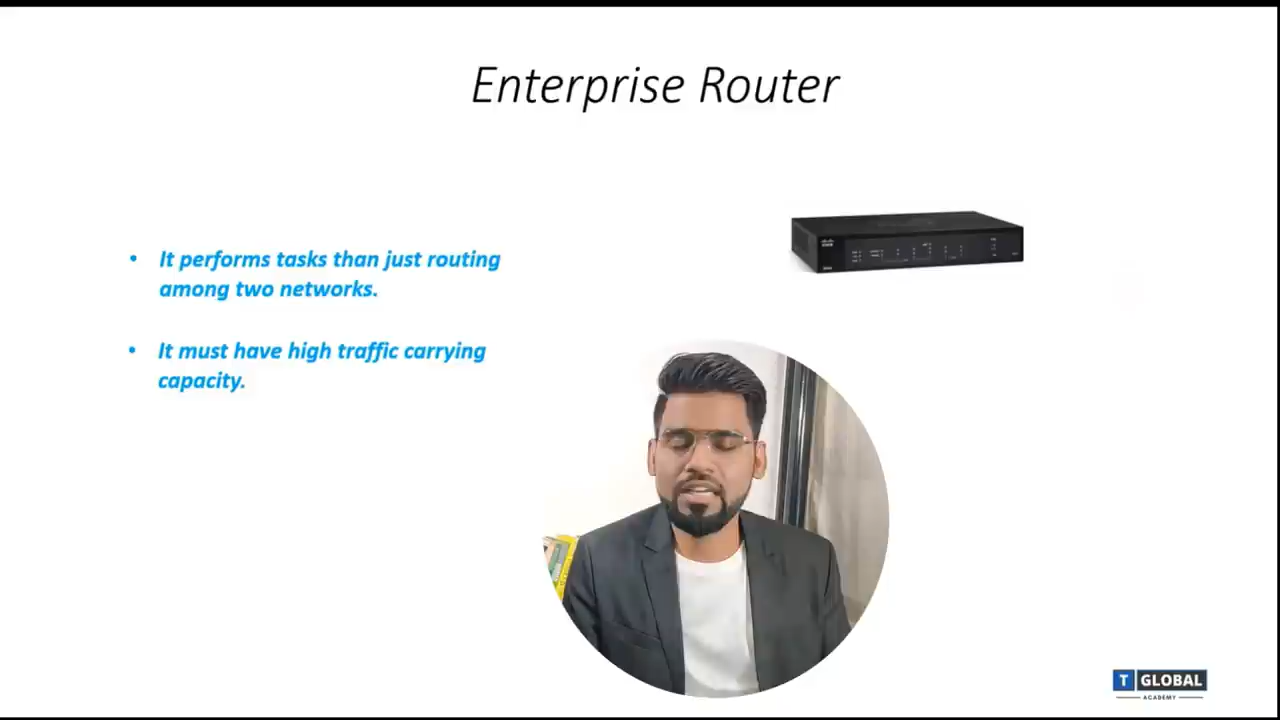 Enterprise Router
• It performs tasks than just routing
among two networks.
• It must have high traffic carrying
capacity.
T GLOBAL
ACADEMY